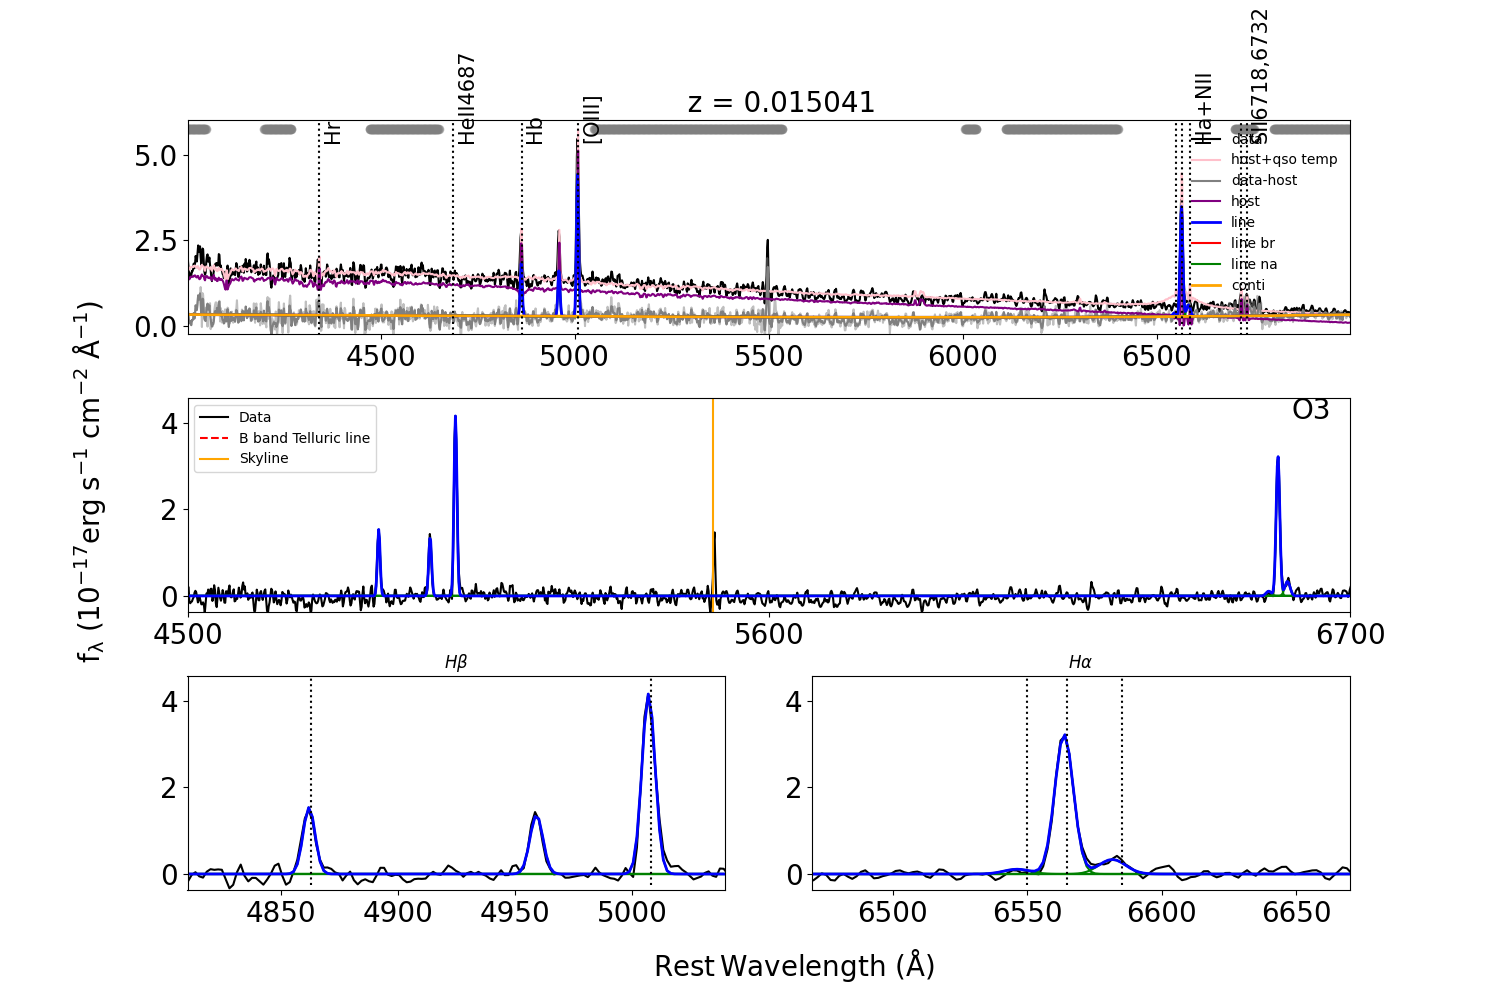 z = 0.015041
Hr
HeII4687
Hb
[OIII]
Ha+NII
SII6718,6732
data
host+qso temp
data-host
host
line
line br
line na
conti
5.0
2.5
0.0
4500 5000 5500 6000 6500
fλ (10⁻¹⁷erg s⁻¹ cm⁻² Å⁻¹)
O3
Data
B band Telluric line
Skyline
4
2
0
4500 5600 6700
Hβ
4
2
0
4850 4900 4950 5000
Hα
4
2
0
6500 6550 6600 6650
Rest Wavelength (Å)